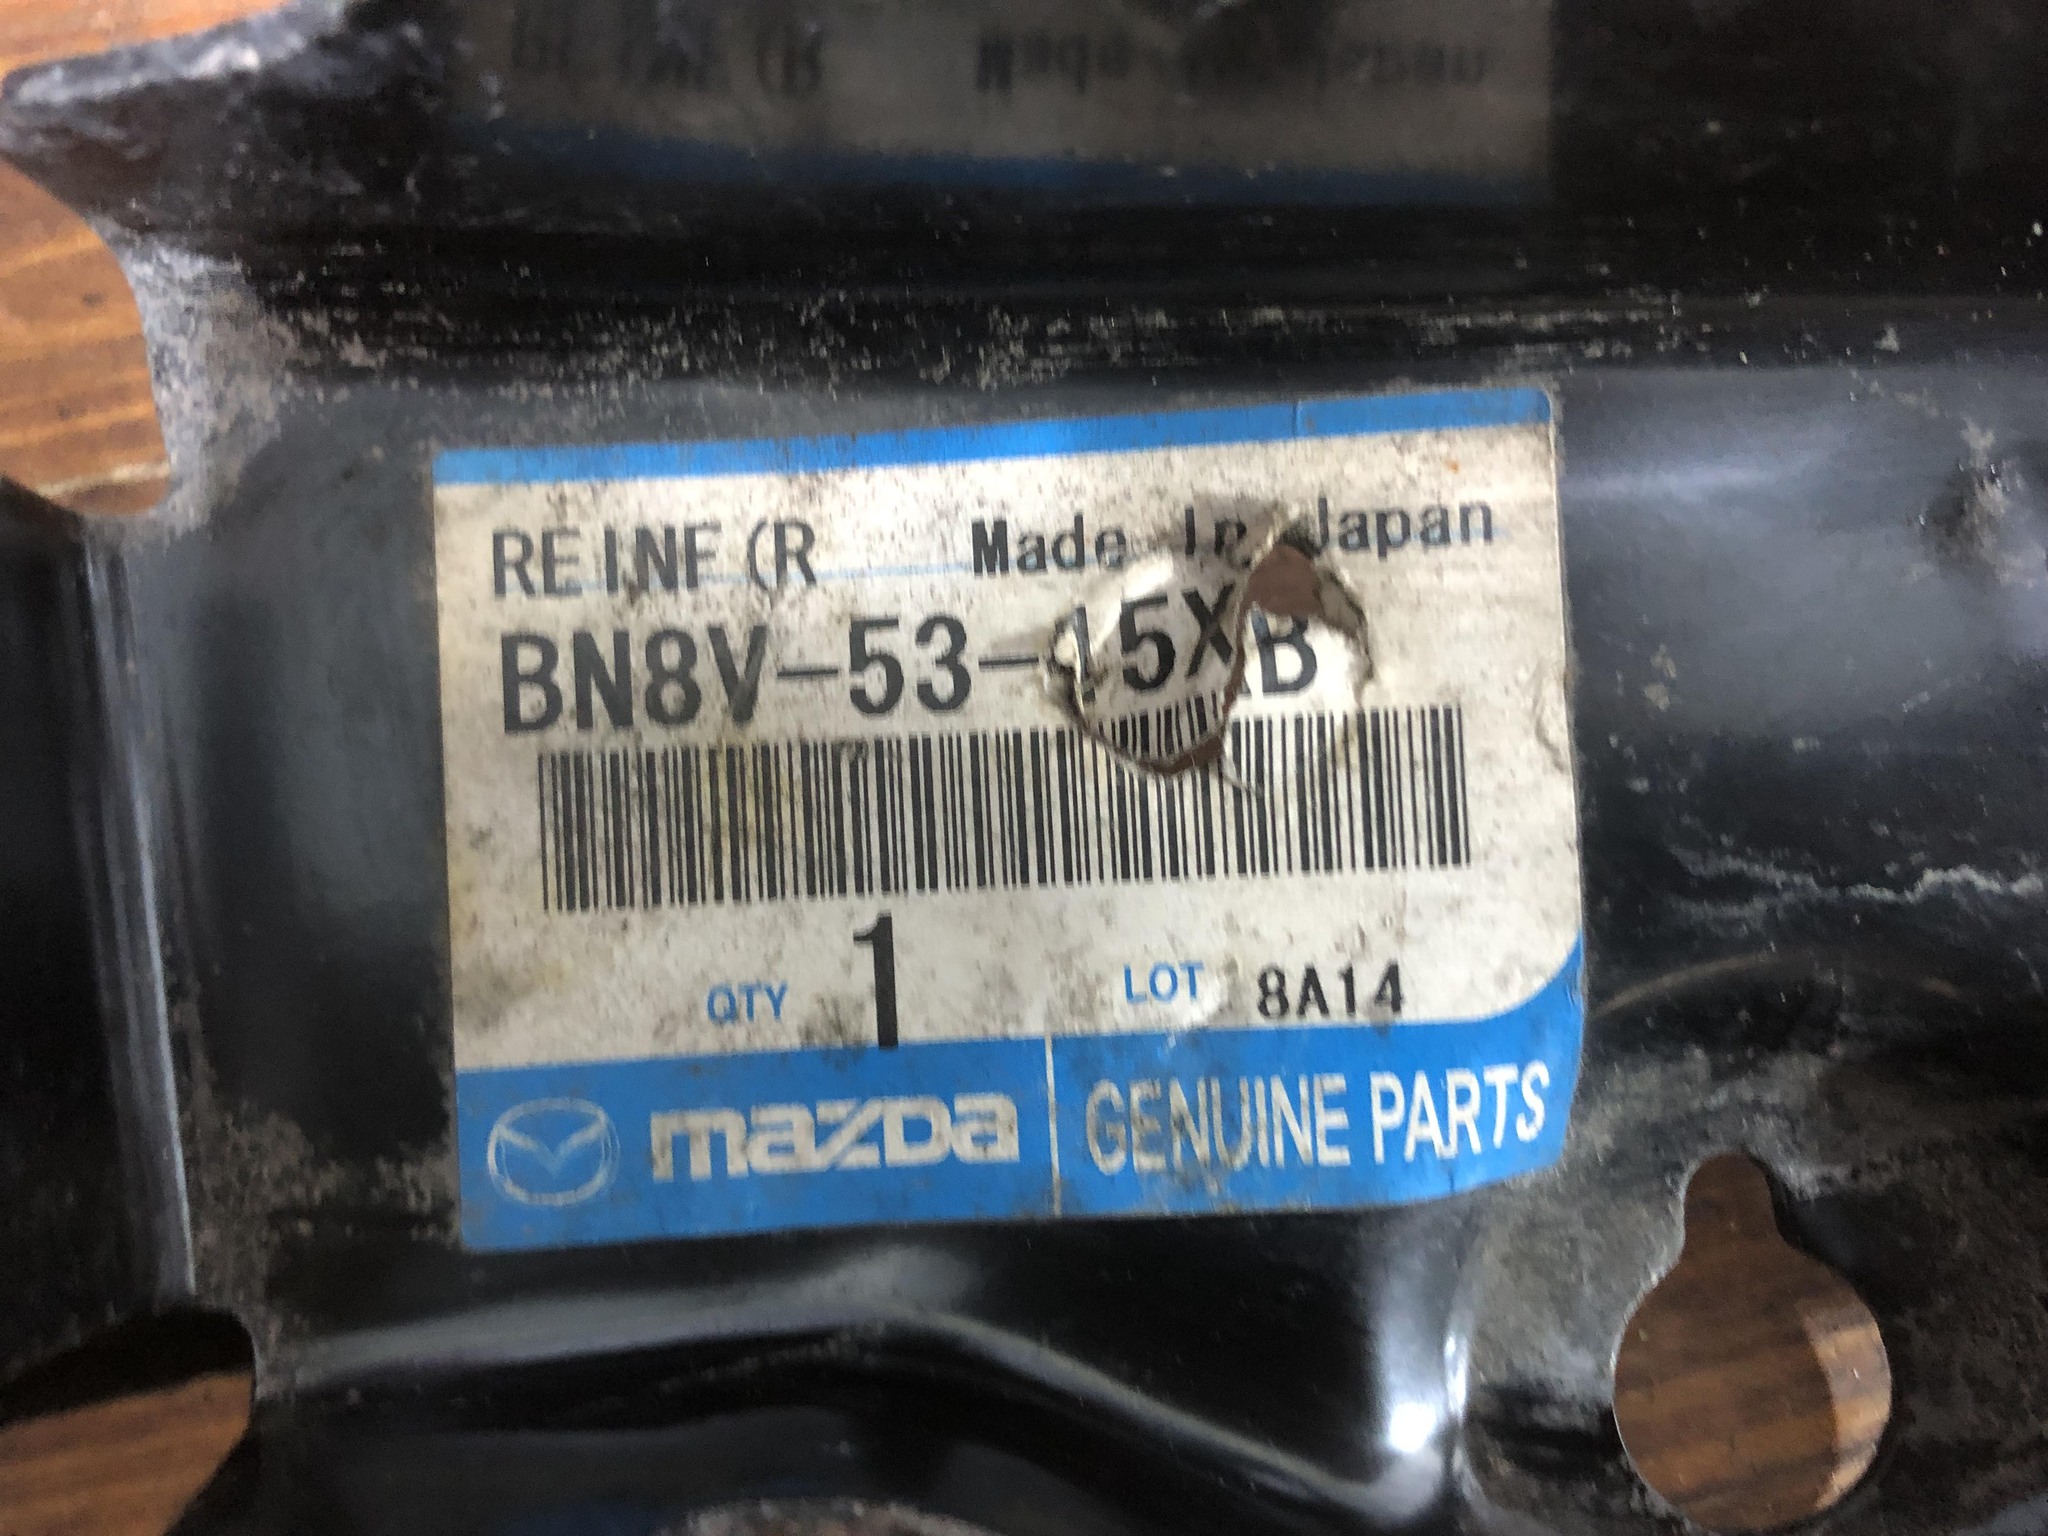 REINF(R Made In Japan
BN8V-53-15XB
QTY 1 LOT 8A14
mazda GENUINE PARTS